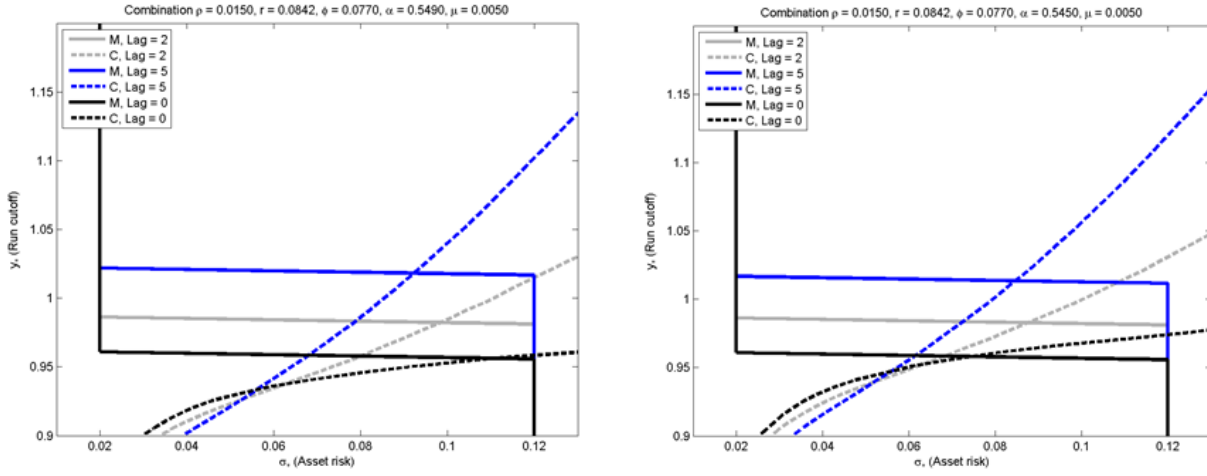 Combination ρ = 0.0150, r = 0.0842, ϕ = 0.0770, α = 0.5490, μ = 0.0050
M, Lag = 2
C, Lag = 2
M, Lag = 5
C, Lag = 5
M, Lag = 0
C, Lag = 0
1.15
1.1
1.05
1
0.95
0.9
y* (Run cutoff)
0.02 0.04 0.06 0.08 0.1 0.12
σ* (Asset risk)
Combination ρ = 0.0150, r = 0.0842, ϕ = 0.0770, α = 0.5450, μ = 0.0050
M, Lag = 2
C, Lag = 2
M, Lag = 5
C, Lag = 5
M, Lag = 0
C, Lag = 0
1.15
1.1
1.05
1
0.95
0.9
y* (Run cutoff)
0.02 0.04 0.06 0.08 0.1 0.12
σ* (Asset risk)